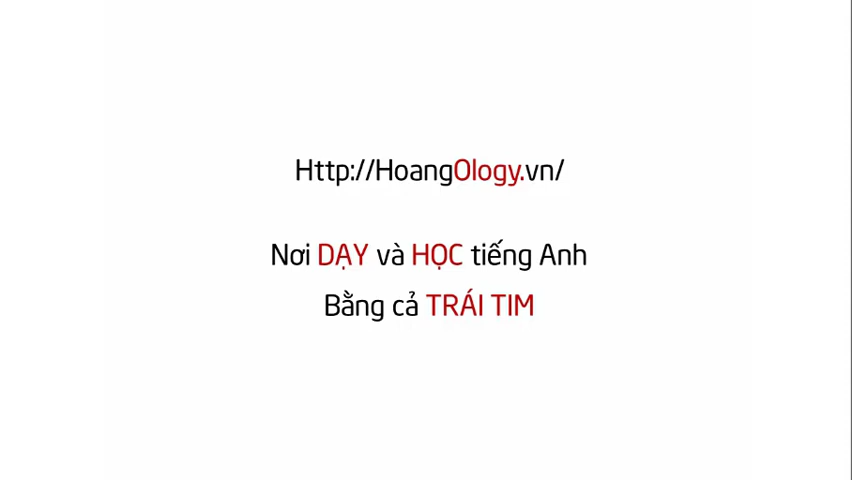 Http://HoangOlogy.vn/
Nơi DẠY và HỌC tiếng Anh
Bằng cả TRÁI TIM